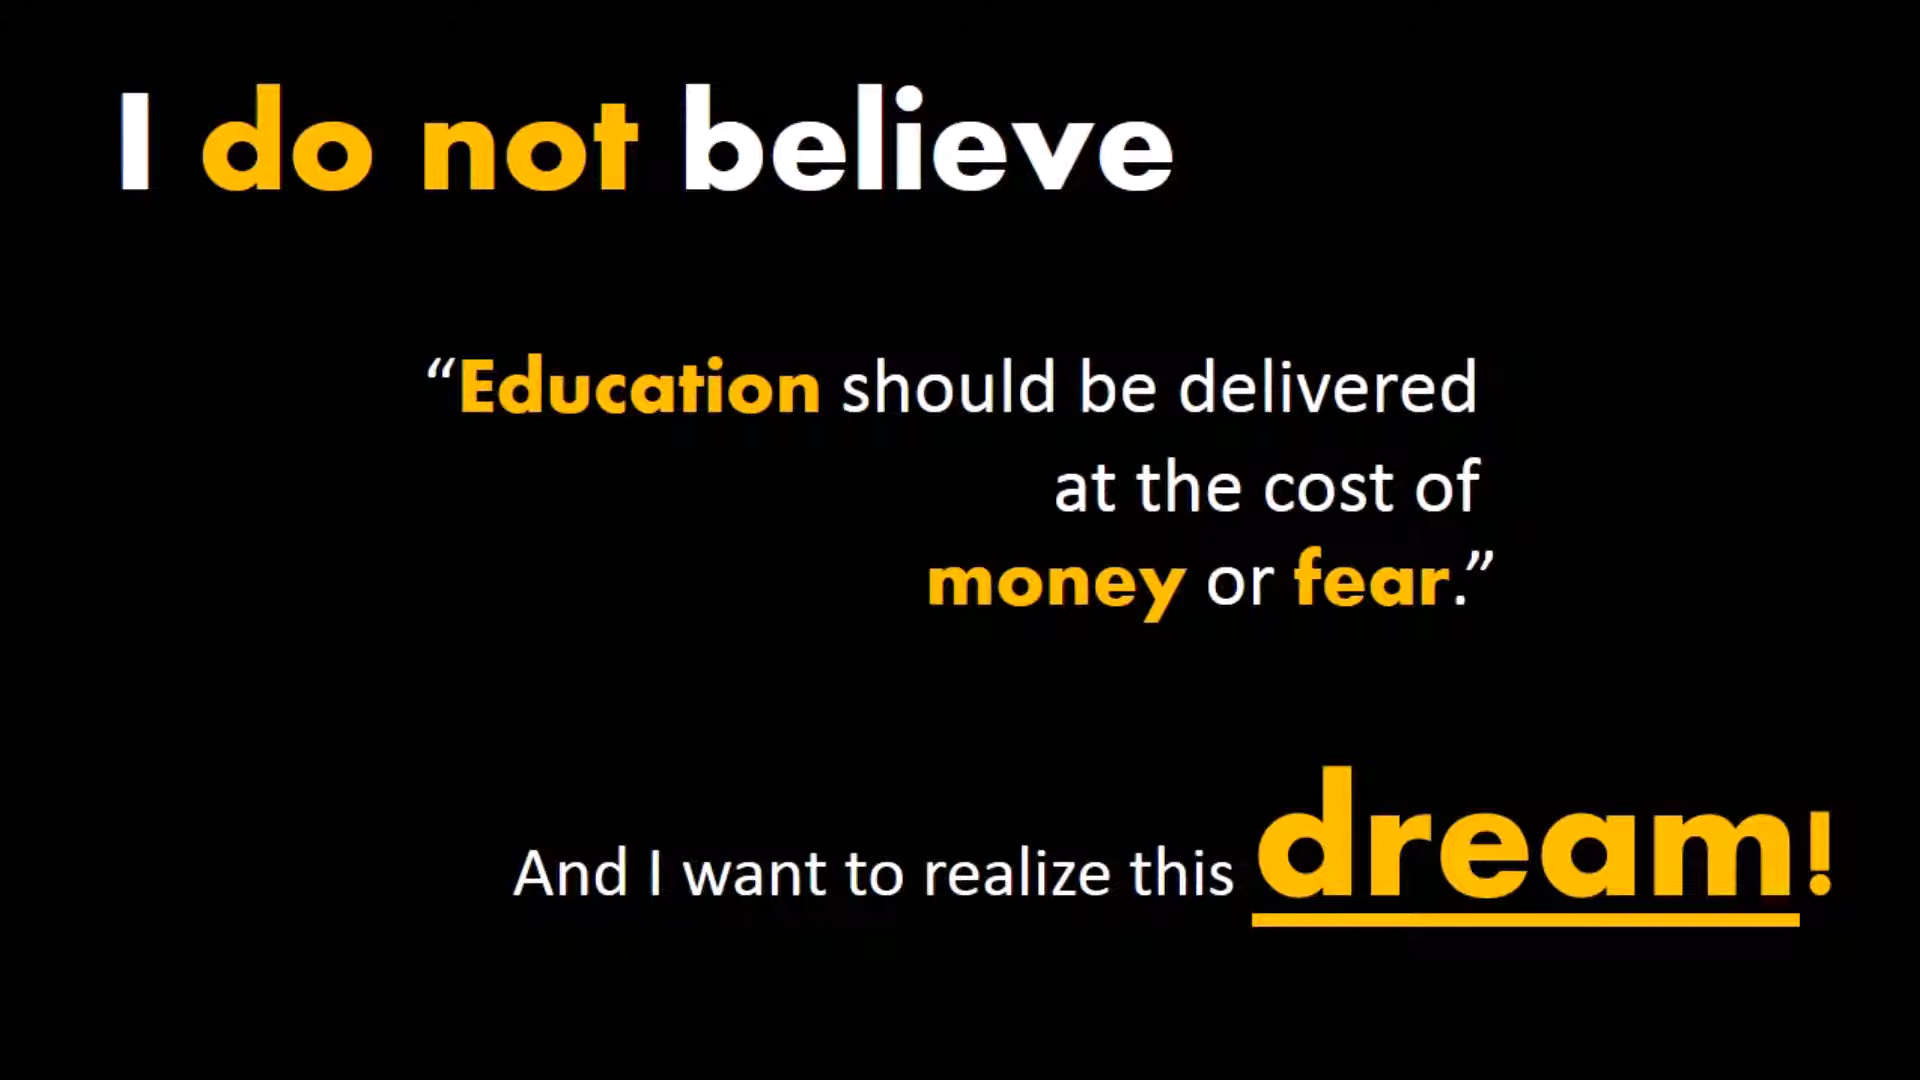 I do not believe
“Education should be delivered
at the cost of
money or fear.”
And I want to realize this dream!